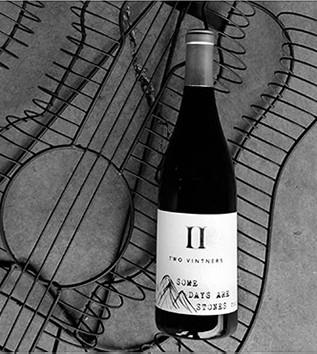 II
TWO VINTNERS
SOME
DAYS ARE
STONES